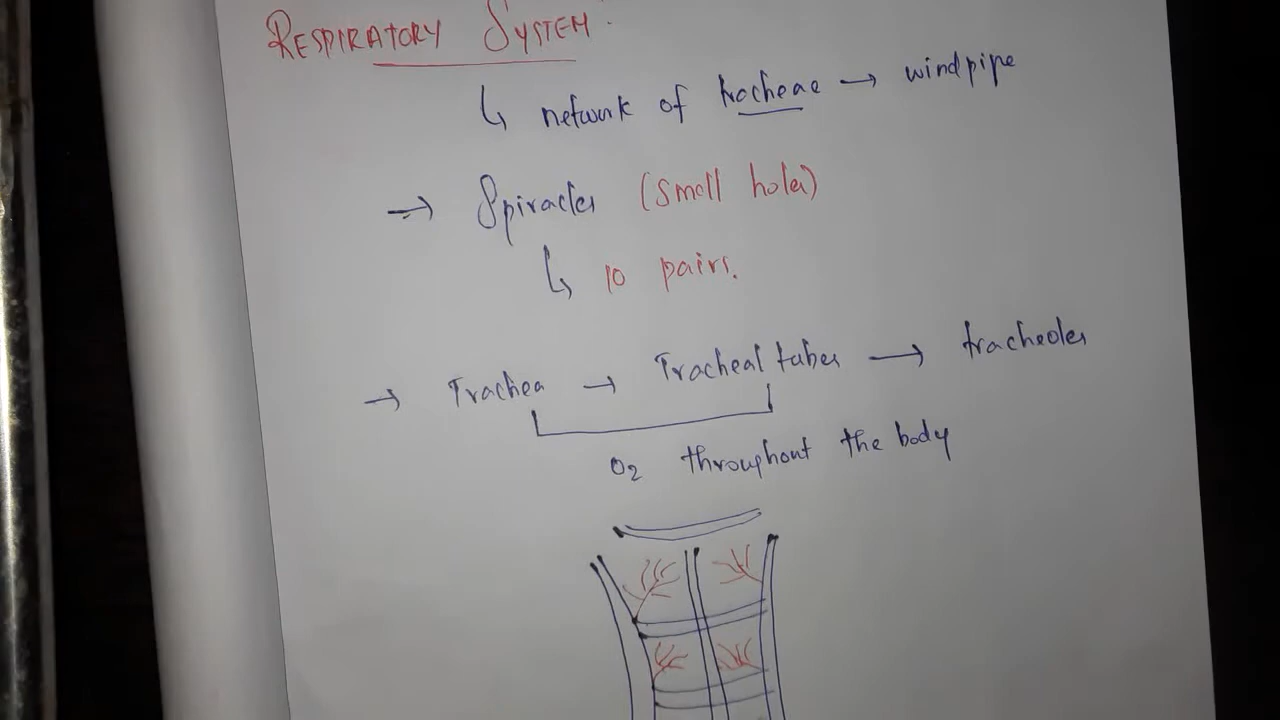 RESPIRATORY SYSTEM
↳ network of tracheae → windpipe
→ Spiracles (small holes)
↳ 10 pairs.
→ Trachea → Tracheal tubes → tracheoles
O2 throughout the body